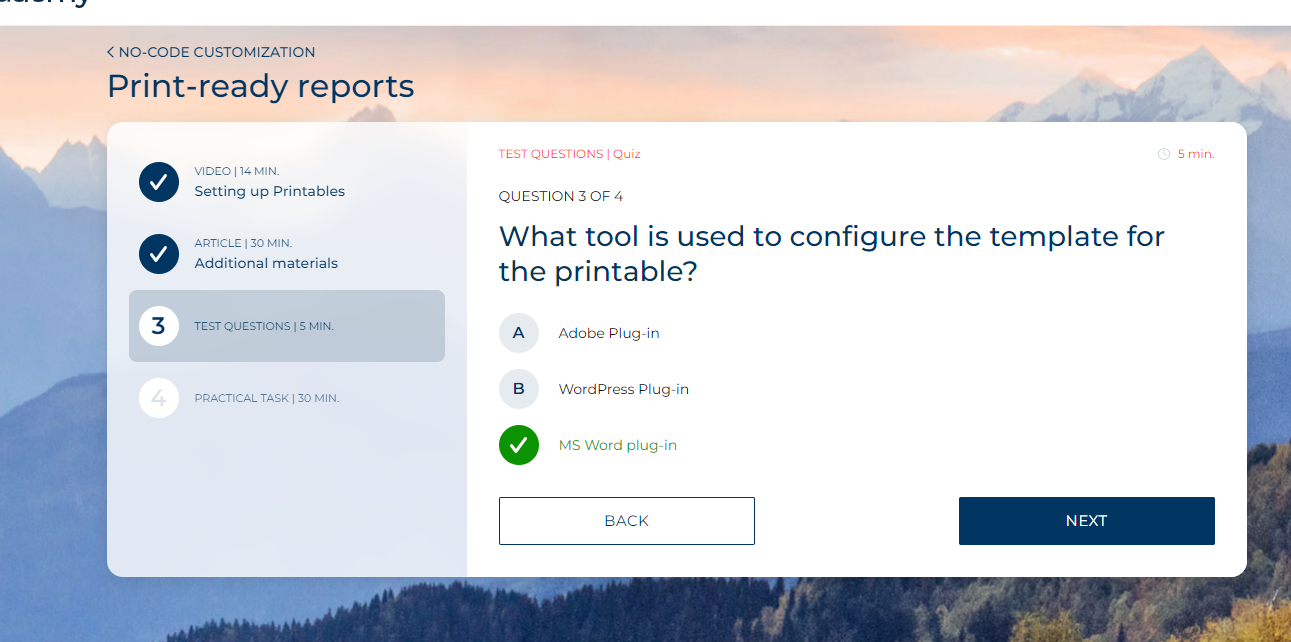 NO-CODE CUSTOMIZATION
Print-ready reports
VIDEO | 14 MIN.
Setting up Printables
ARTICLE | 30 MIN.
Additional materials
3
TEST QUESTIONS | 5 MIN.
4
PRACTICAL TASK | 30 MIN.
TEST QUESTIONS | Quiz
5 min.
QUESTION 3 OF 4
What tool is used to configure the template for
the printable?
A
Adobe Plug-in
B
WordPress Plug-in
MS Word plug-in
BACK
NEXT